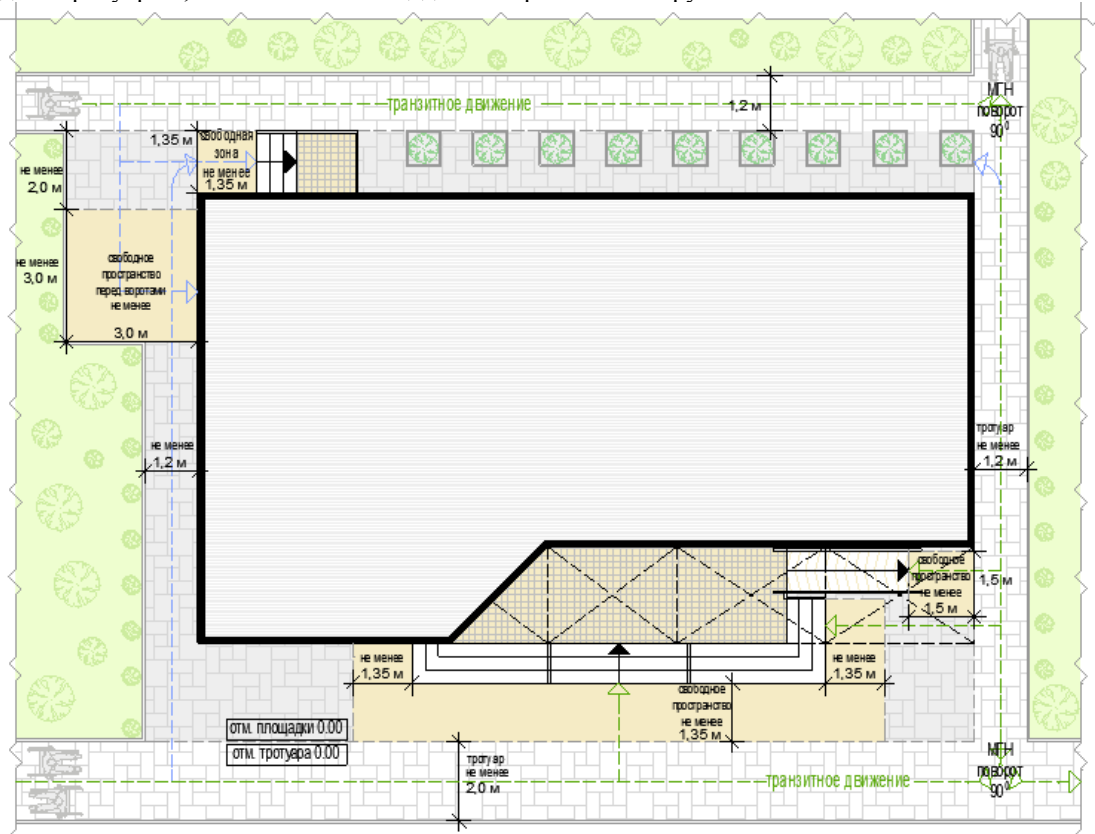 транзитное движение
1,2 м
МГН
поворот
90⁰
1,35 м
свободная
зона
не менее
1,35 м
не менее
2,0 м
не менее
3,0 м
свободное
пространство
перед воротами
не менее
3,0 м
не менее
1,2 м
тротуар
не менее
1,2 м
свободное
пространство
не менее
1,5 м
1,5 м
не менее
1,35 м
не менее
1,35 м
свободное
пространство
не менее
1,35 м
отм. площадки 0.00
отм. тротуара 0.00
тротуар
не менее
2,0 м
транзитное движение
МГН
поворот
90⁰